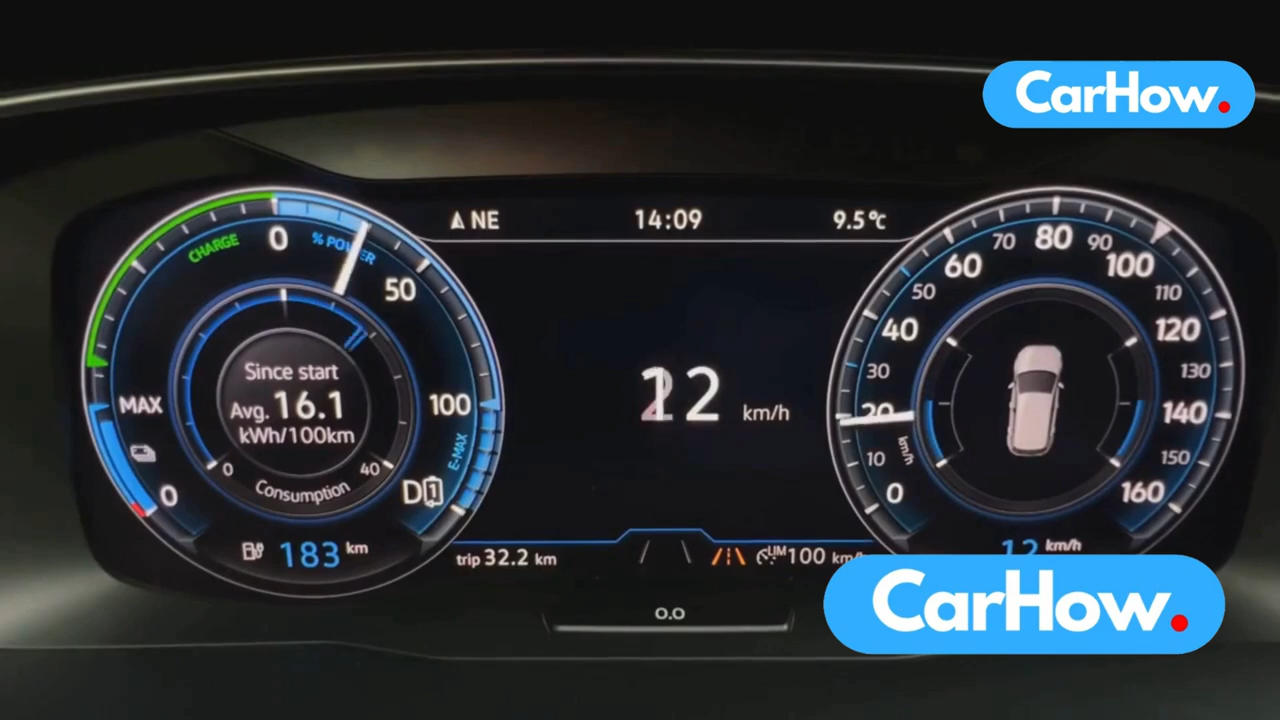 CarHow.
NE
14:09
9.5°C
CHARGE
0
% POWER
50
100
E-MAX
MAX
0
Since start
Avg. 16.1
kWh/100km
0
40
Consumption
D
1
183 km
km/h
trip 32.2 km
LIM
100 km/h
0.0
0
10
20
30
40
50
60
70
80
90
100
110
120
130
140
150
160
km/h
12 km/h
CarHow.